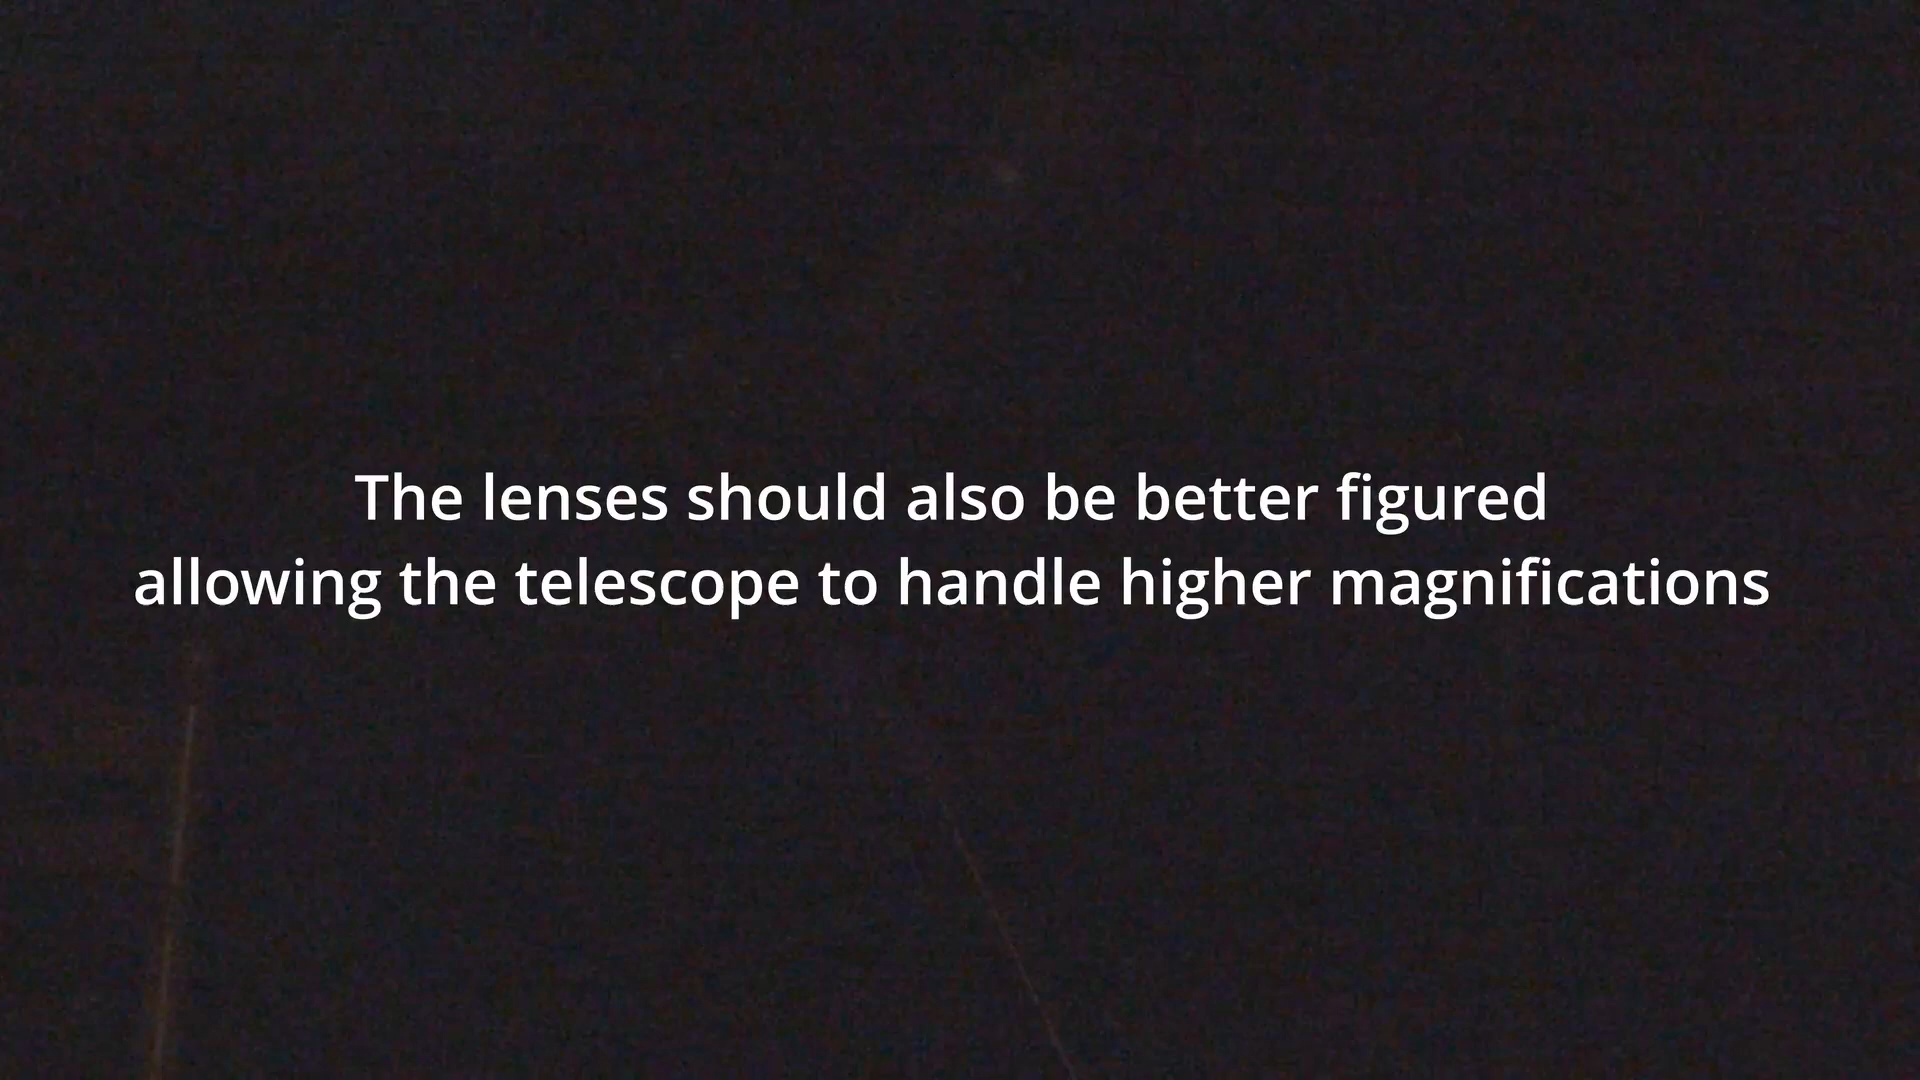 The lenses should also be better figured
allowing the telescope to handle higher magnifications